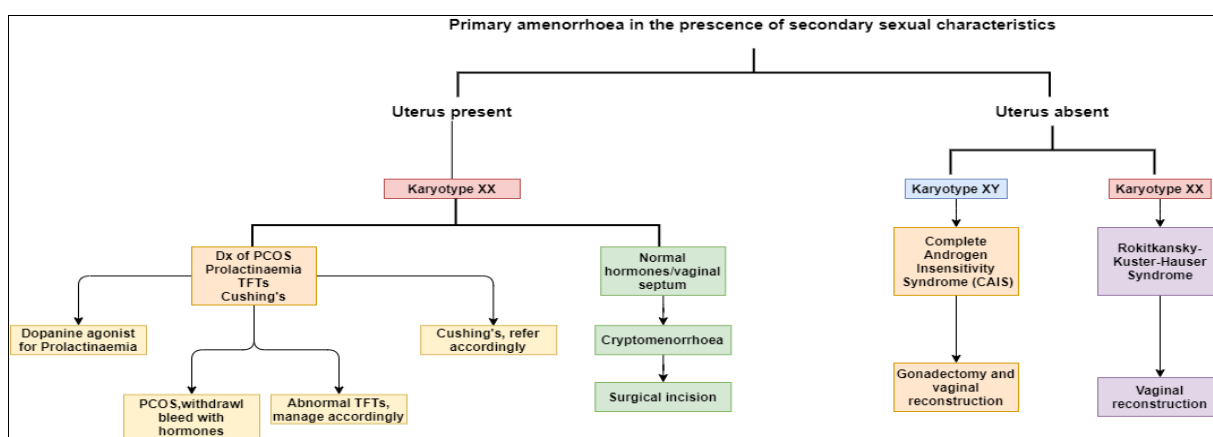 Primary amenorrhoea in the prescence of secondary sexual characteristics
Uterus present
Uterus absent
Karyotype XX
Karyotype XY
Karyotype XX
Dx of PCOS
Prolactinaemia
TFTs
Cushing's
Normal
hormones/vaginal
septum
Complete
Androgen
Insensitivity
Syndrome (CAIS)
Rokitkansky-
Kuster-Hauser
Syndrome
Dopanine agonist
for Prolactinaemia
Cushing's, refer
accordingly
Cryptomenorrhoea
PCOS,withdrawl
bleed with
hormones
Abnormal TFTs,
manage accordingly
Surgical incision
Gonadectomy and
vaginal
reconstruction
Vaginal
reconstruction